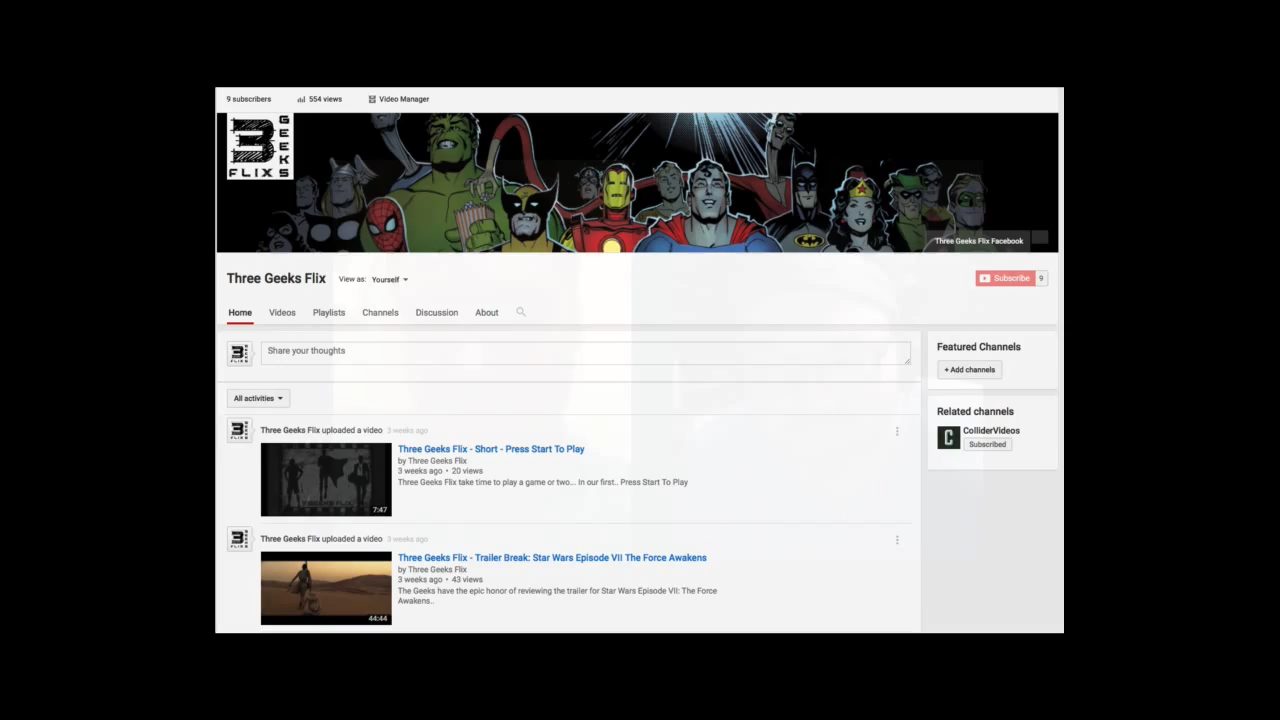 9 subscribers 554 views Video Manager
3 GEEKS
FLIXS
Three Geeks Flix Facebook
Three Geeks Flix View as: Yourself
Subscribe 9
Home Videos Playlists Channels Discussion About
Share your thoughts
All activities
Three Geeks Flix uploaded a video 3 weeks ago
7:47
Three Geeks Flix - Short - Press Start To Play
by Three Geeks Flix
3 weeks ago • 20 views
Three Geeks Flix take time to play a game or two... In our first.. Press Start To Play
Three Geeks Flix uploaded a video 3 weeks ago
44:44
Three Geeks Flix - Trailer Break: Star Wars Episode VII The Force Awakens
by Three Geeks Flix
3 weeks ago • 43 views
The Geeks have the epic honor of reviewing the trailer for Star Wars Episode VII: The Force
Awakens..
Featured Channels
+ Add channels
Related channels
C
ColliderVideos
Subscribed